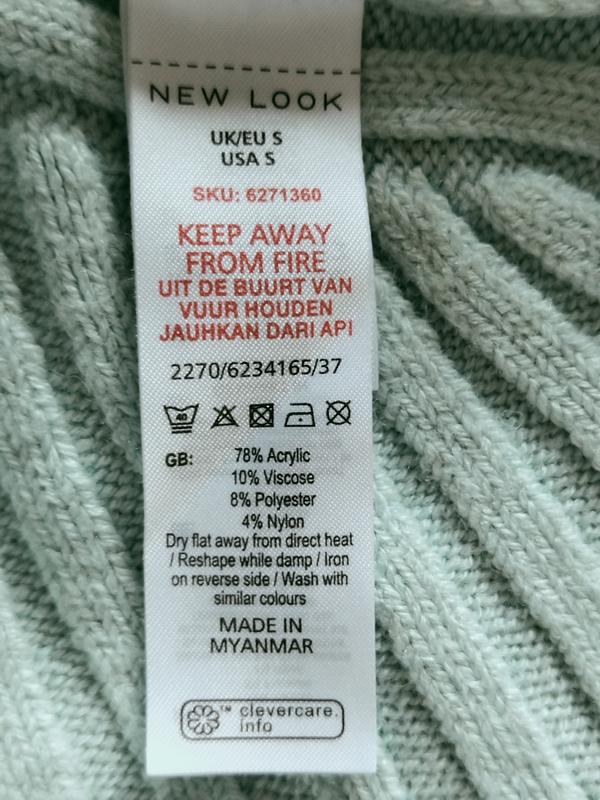 NEW LOOK
UK/EU S
USA S
SKU: 6271360
KEEP AWAY
FROM FIRE
UIT DE BUURT VAN
VUUR HOUDEN
JAUHKAN DARI API
2270/6234165/37
40
GB: 78% Acrylic
10% Viscose
8% Polyester
4% Nylon
Dry flat away from direct heat
/ Reshape while damp / Iron
on reverse side / Wash with
similar colours
MADE IN
MYANMAR
™ clevercare.
info